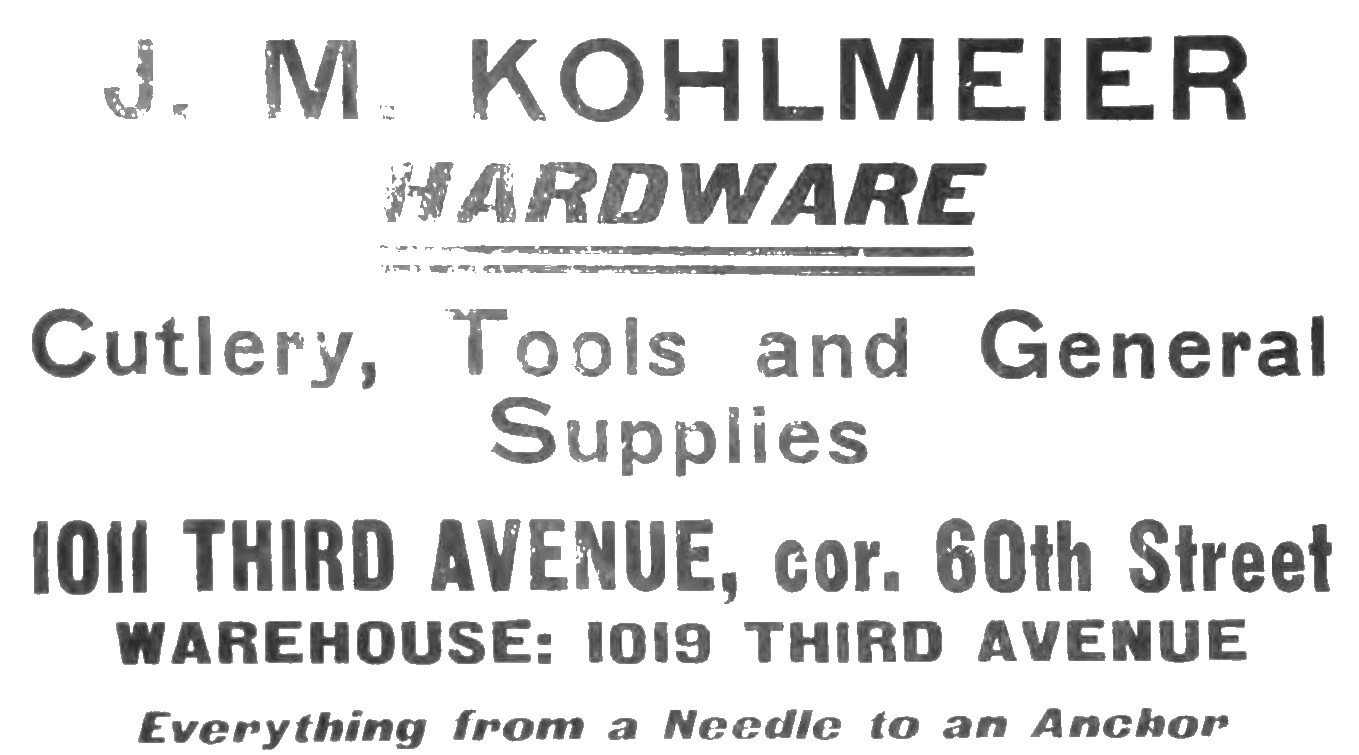 J. M. KOHLMEIER
HARDWARE
Cutlery, Tools and General
Supplies
1011 THIRD AVENUE, cor. 60th Street
WAREHOUSE: 1019 THIRD AVENUE
Everything from a Needle to an Anchor